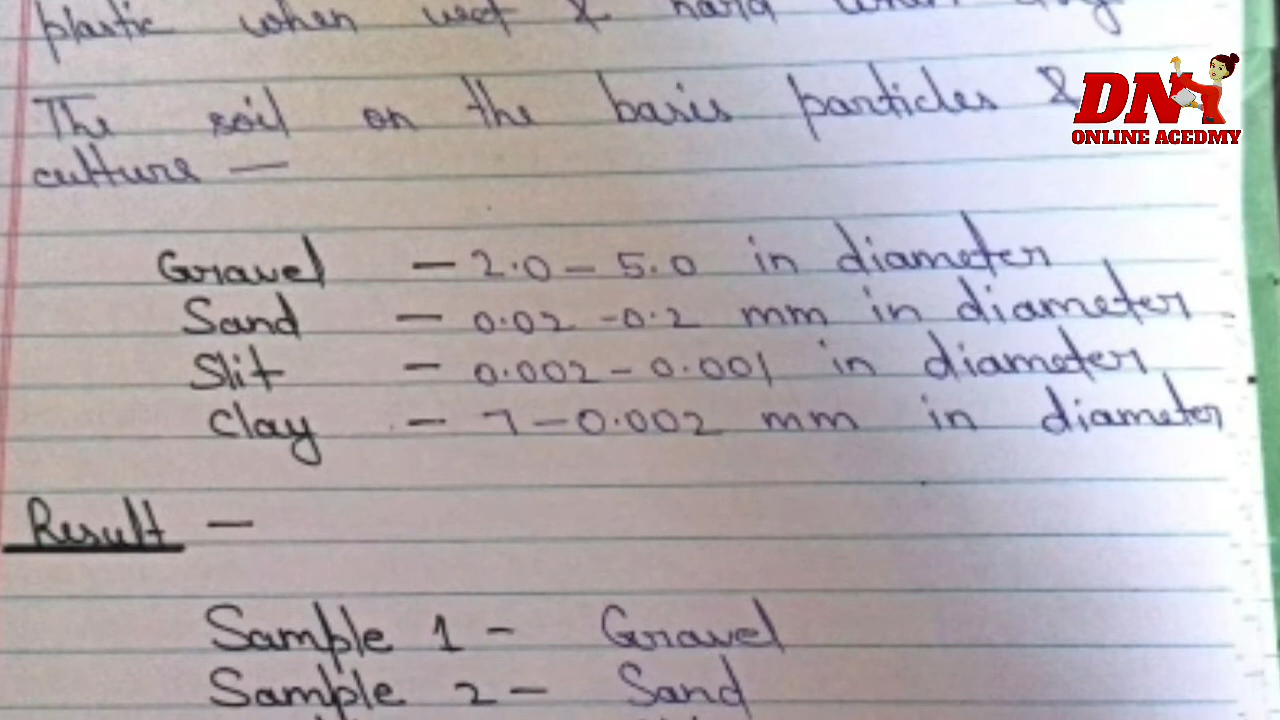 plastic when wet & hard when dry
The soil on the basis particles &
culture —
Gravel — 2.0 – 5.0 in diameter
Sand — 0.02 - 0.2 mm in diameter
Slit — 0.002 – 0.001 in diameter
Clay — 7 – 0.002 mm in diameter
Result —
Sample 1 – Gravel
Sample 2 – Sand
DN
ONLINE ACEDMY